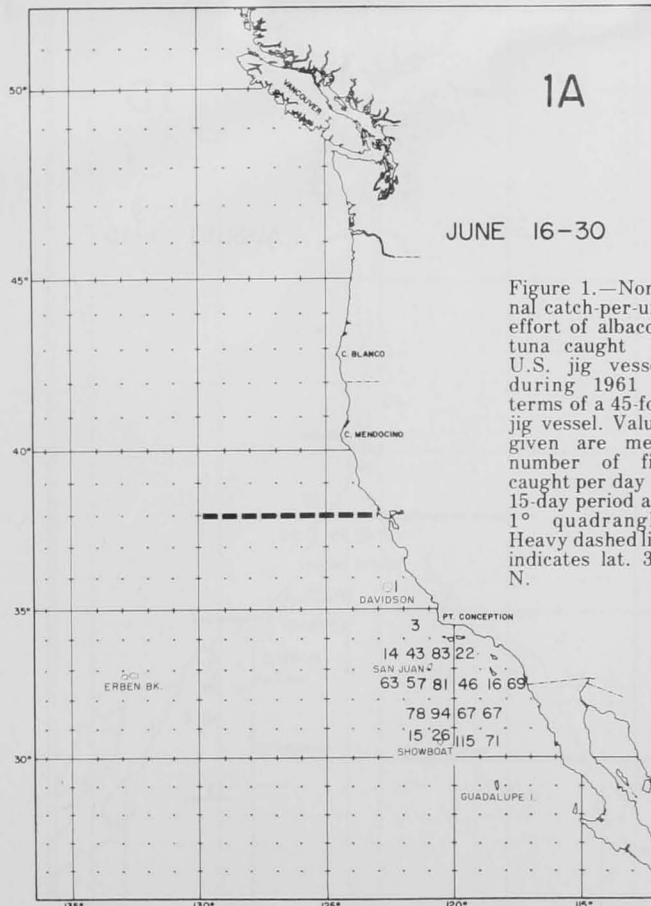 1A
50°
VANCOUVER
JUNE 16-30
45°
Figure 1.—Nor
nal catch-per-u
effort of albac
tuna caught
U.S. jig vess
during 1961
terms of a 45-fo
jig vessel. Valu
given are me
number of fi
caught per day
15-day period a
1° quadrang
Heavy dashed li
indicates lat. 3
N.
C. BLANCO
C. MENDOCINO
40°
1
DAVIDSON
35°
PT. CONCEPTION
3
14 43 83 22
SAN JUAN
63 57 81 46 16 69
ERBEN BK.
78 94 67 67
15 26 115 71
SHOWBOAT
30°
GUADALUPE I.
135° 130° 125° 120° 115°